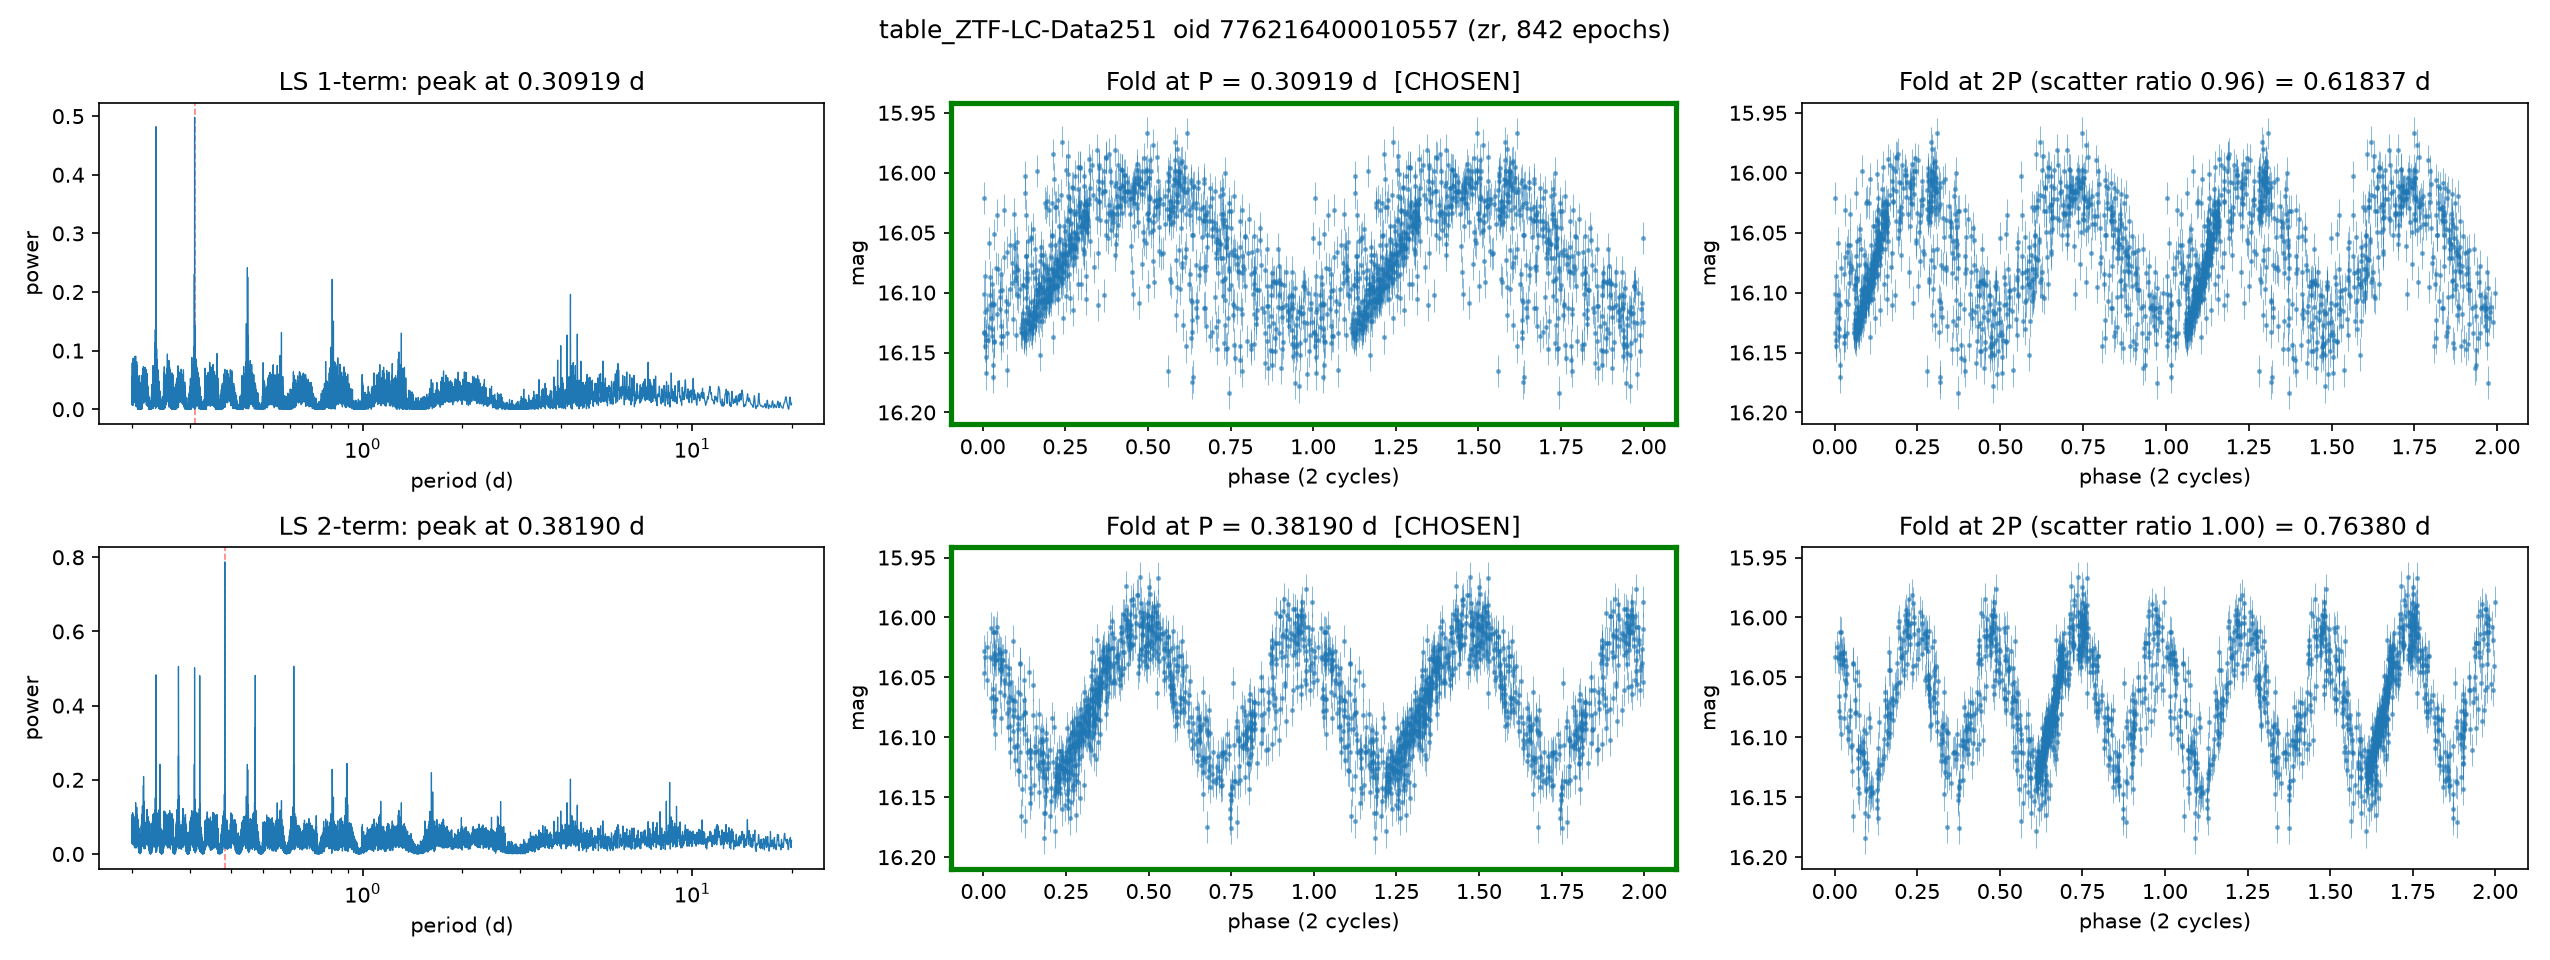 table_ZTF-LC-Data251  oid 776216400010557 (zr, 842 epochs)
LS 1-term: peak at 0.30919 d
0.5
0.4
0.3
0.2
0.1
0.0
power
10⁰
10¹
period (d)
Fold at P = 0.30919 d  [CHOSEN]
15.95
16.00
16.05
16.10
16.15
16.20
mag
0.00 0.25 0.50 0.75 1.00 1.25 1.50 1.75 2.00
phase (2 cycles)
Fold at 2P (scatter ratio 0.96) = 0.61837 d
15.95
16.00
16.05
16.10
16.15
16.20
mag
0.00 0.25 0.50 0.75 1.00 1.25 1.50 1.75 2.00
phase (2 cycles)
LS 2-term: peak at 0.38190 d
0.8
0.6
0.4
0.2
0.0
power
10⁰
10¹
period (d)
Fold at P = 0.38190 d  [CHOSEN]
15.95
16.00
16.05
16.10
16.15
16.20
mag
0.00 0.25 0.50 0.75 1.00 1.25 1.50 1.75 2.00
phase (2 cycles)
Fold at 2P (scatter ratio 1.00) = 0.76380 d
15.95
16.00
16.05
16.10
16.15
16.20
mag
0.00 0.25 0.50 0.75 1.00 1.25 1.50 1.75 2.00
phase (2 cycles)